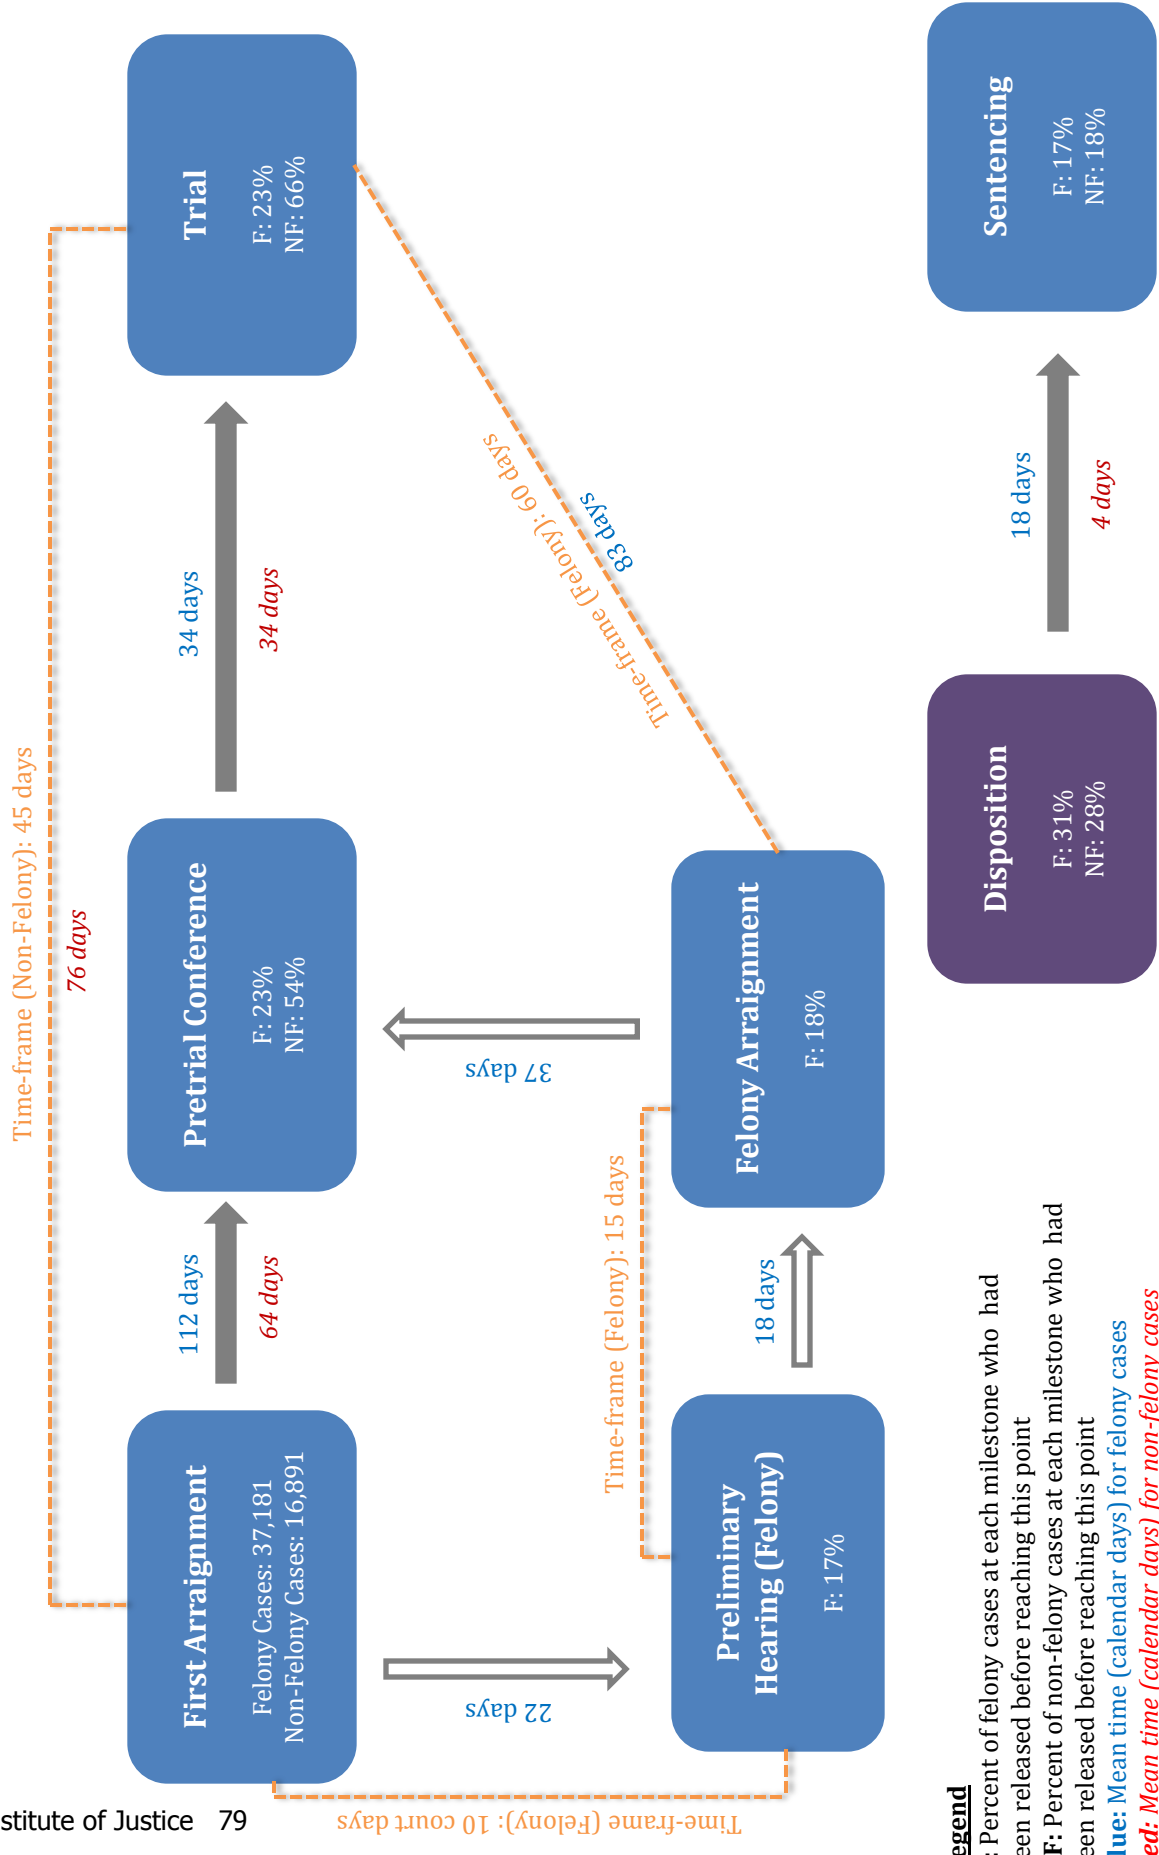 Time-frame (Non-Felony): 45 days
76 days
First Arraignment
Felony Cases: 37,181
Non-Felony Cases: 16,891
112 days
64 days
Pretrial Conference
F: 23%
NF: 54%
34 days
34 days
Trial
F: 23%
NF: 66%
Time-frame (Felony): 10 court days
22 days
37 days
Time-frame (Felony): 60 days
83 days
Time-frame (Felony): 15 days
Preliminary
Hearing (Felony)
F: 17%
18 days
Felony Arraignment
F: 18%
Disposition
F: 31%
NF: 28%
18 days
4 days
Sentencing
F: 17%
NF: 18%
egend
: Percent of felony cases at each milestone who had
een released before reaching this point
F: Percent of non-felony cases at each milestone who had
een released before reaching this point
lue: Mean time (calendar days) for felony cases
ed: Mean time (calendar days) for non-felony cases
stitute of Justice 79